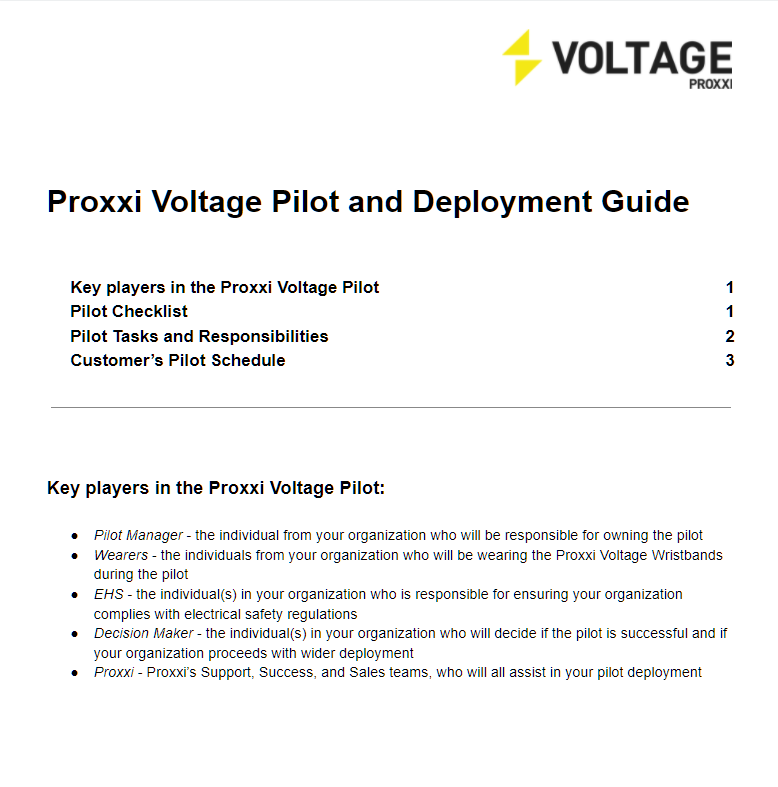 VOLTAGE
PROXXI
Proxxi Voltage Pilot and Deployment Guide
Key players in the Proxxi Voltage Pilot 1
Pilot Checklist 1
Pilot Tasks and Responsibilities 2
Customer’s Pilot Schedule 3
Key players in the Proxxi Voltage Pilot:
● Pilot Manager - the individual from your organization who will be responsible for owning the pilot
● Wearers - the individuals from your organization who will be wearing the Proxxi Voltage Wristbands
during the pilot
● EHS - the individual(s) in your organization who is responsible for ensuring your organization
complies with electrical safety regulations
● Decision Maker - the individual(s) in your organization who will decide if the pilot is successful and if
your organization proceeds with wider deployment
● Proxxi - Proxxi’s Support, Success, and Sales teams, who will all assist in your pilot deployment